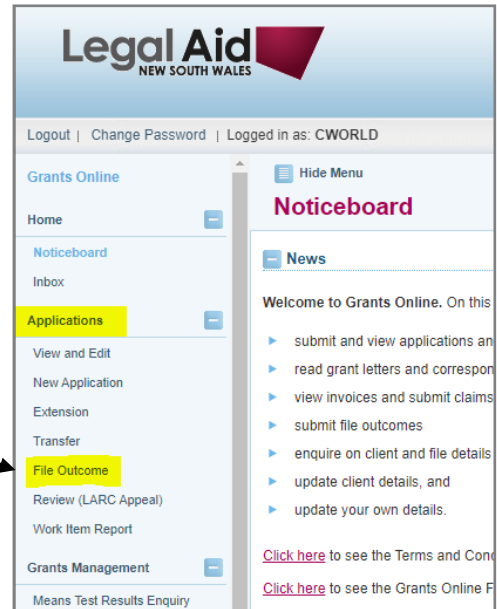 Legal Aid
NEW SOUTH WALES
Logout | Change Password | Logged in as: CWORLD
Grants Online
Home
Noticeboard
Inbox
Applications
View and Edit
New Application
Extension
Transfer
File Outcome
Review (LARC Appeal)
Work Item Report
Grants Management
Means Test Results Enquiry
Hide Menu
Noticeboard
News
Welcome to Grants Online. On this
submit and view applications an
read grant letters and correspon
view invoices and submit claims
submit file outcomes
enquire on client and file details
update client details, and
update your own details.
Click here to see the Terms and Cond
Click here to see the Grants Online F